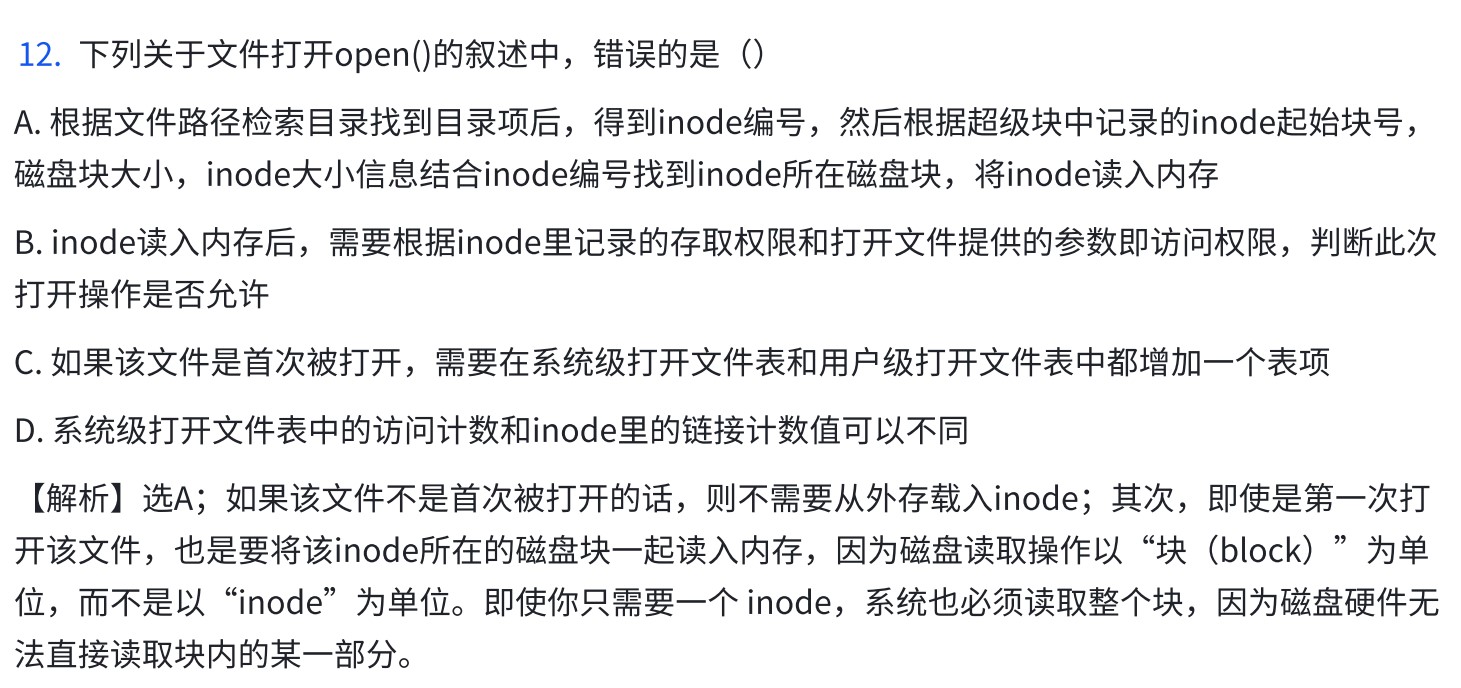 12. 下列关于文件打开open()的叙述中，错误的是（）
A. 根据文件路径检索目录找到目录项后，得到inode编号，然后根据超级块中记录的inode起始块号，
磁盘块大小，inode大小信息结合inode编号找到inode所在磁盘块，将inode读入内存
B. inode读入内存后，需要根据inode里记录的存取权限和打开文件提供的参数即访问权限，判断此次
打开操作是否允许
C. 如果该文件是首次被打开，需要在系统级打开文件表和用户级打开文件表中都增加一个表项
D. 系统级打开文件表中的访问计数和inode里的链接计数值可以不同
【解析】选A；如果该文件不是首次被打开的话，则不需要从外存载入inode；其次，即使是第一次打
开该文件，也是要将该inode所在的磁盘块一起读入内存，因为磁盘读取操作以“块（block）”为单
位，而不是以“inode”为单位。即使你只需要一个 inode，系统也必须读取整个块，因为磁盘硬件无
法直接读取块内的某一部分。